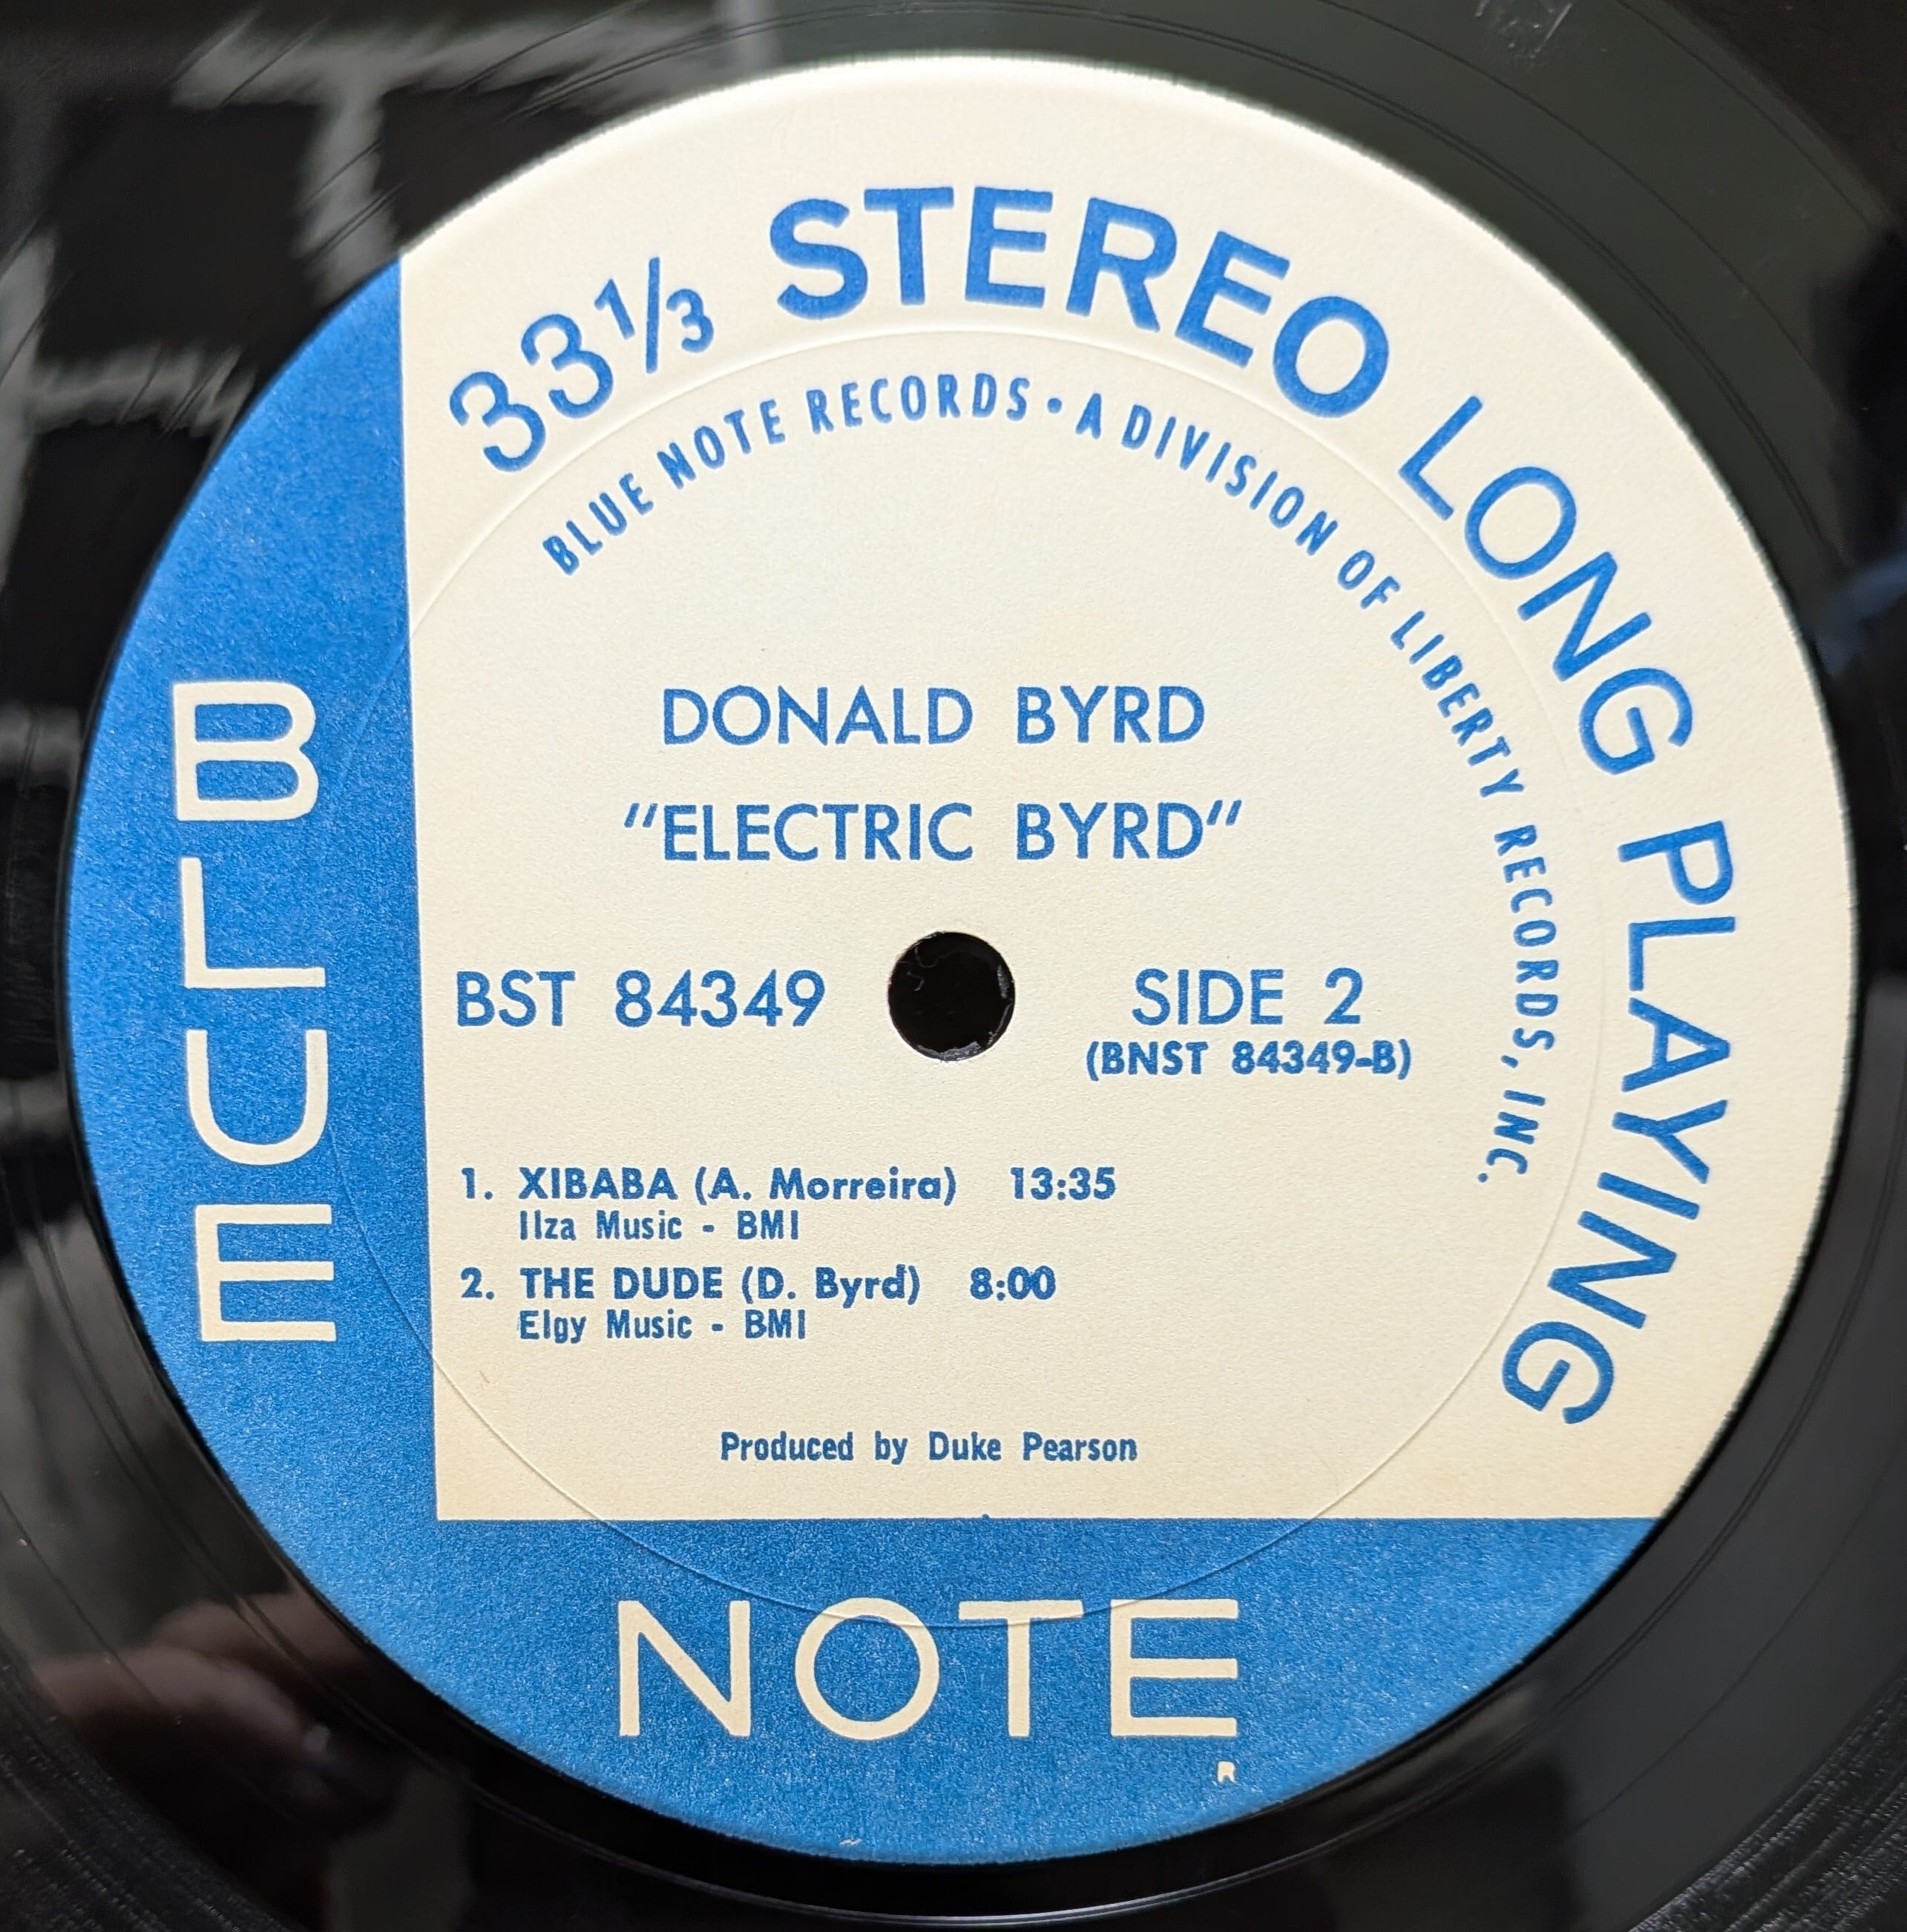 33 1/3 STEREO LONG PLAYING
BLUE NOTE RECORDS • A DIVISION OF LIBERTY RECORDS, INC.
DONALD BYRD
"ELECTRIC BYRD"
BST 84349
SIDE 2
(BNST 84349-B)
1. XIBABA (A. Morreira) 13:35
Ilza Music - BMI
2. THE DUDE (D. Byrd) 8:00
Elgy Music - BMI
Produced by Duke Pearson
BLUE
NOTE
R